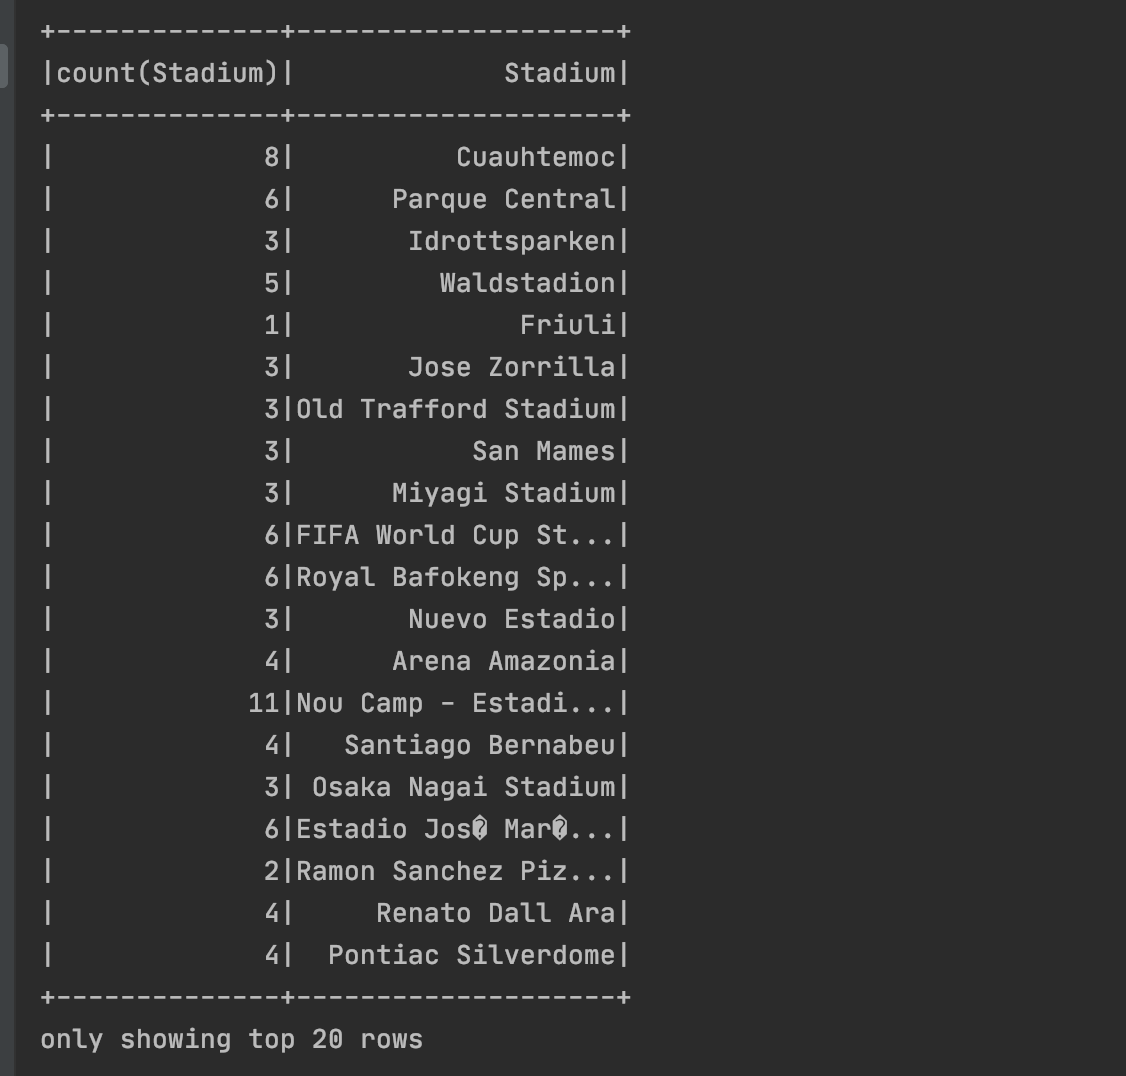 +--------------+--------------------+
|count(Stadium)|             Stadium|
+--------------+--------------------+
|             8|          Cuauhtemoc|
|             6|      Parque Central|
|             3|       Idrottsparken|
|             5|         Waldstadion|
|             1|              Friuli|
|             3|       Jose Zorrilla|
|             3|Old Trafford Stadium|
|             3|           San Mames|
|             3|      Miyagi Stadium|
|             6|FIFA World Cup St...|
|             6|Royal Bafokeng Sp...|
|             3|       Nuevo Estadio|
|             4|      Arena Amazonia|
|            11|Nou Camp - Estadi...|
|             4|   Santiago Bernabeu|
|             3| Osaka Nagai Stadium|
|             6|Estadio Jos� Mar�...|
|             2|Ramon Sanchez Piz...|
|             4|     Renato Dall Ara|
|             4|  Pontiac Silverdome|
+--------------+--------------------+
only showing top 20 rows